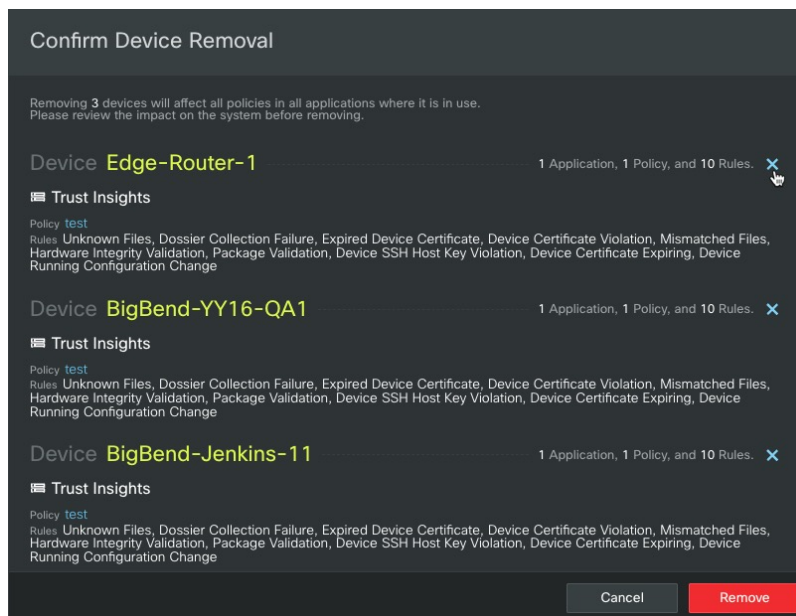 Confirm Device Removal
Removing 3 devices will affect all policies in all applications where it is in use.
Please review the impact on the system before removing.
Device Edge-Router-1 1 Application, 1 Policy, and 10 Rules.
Trust Insights
Policy test
Rules Unknown Files, Dossier Collection Failure, Expired Device Certificate, Device Certificate Violation, Mismatched Files,
Hardware Integrity Validation, Package Validation, Device SSH Host Key Violation, Device Certificate Expiring, Device
Running Configuration Change
Device BigBend-YY16-QA1 1 Application, 1 Policy, and 10 Rules.
Trust Insights
Policy test
Rules Unknown Files, Dossier Collection Failure, Expired Device Certificate, Device Certificate Violation, Mismatched Files,
Hardware Integrity Validation, Package Validation, Device SSH Host Key Violation, Device Certificate Expiring, Device
Running Configuration Change
Device BigBend-Jenkins-11 1 Application, 1 Policy, and 10 Rules.
Trust Insights
Policy test
Rules Unknown Files, Dossier Collection Failure, Expired Device Certificate, Device Certificate Violation, Mismatched Files,
Hardware Integrity Validation, Package Validation, Device SSH Host Key Violation, Device Certificate Expiring, Device
Running Configuration Change
Cancel Remove